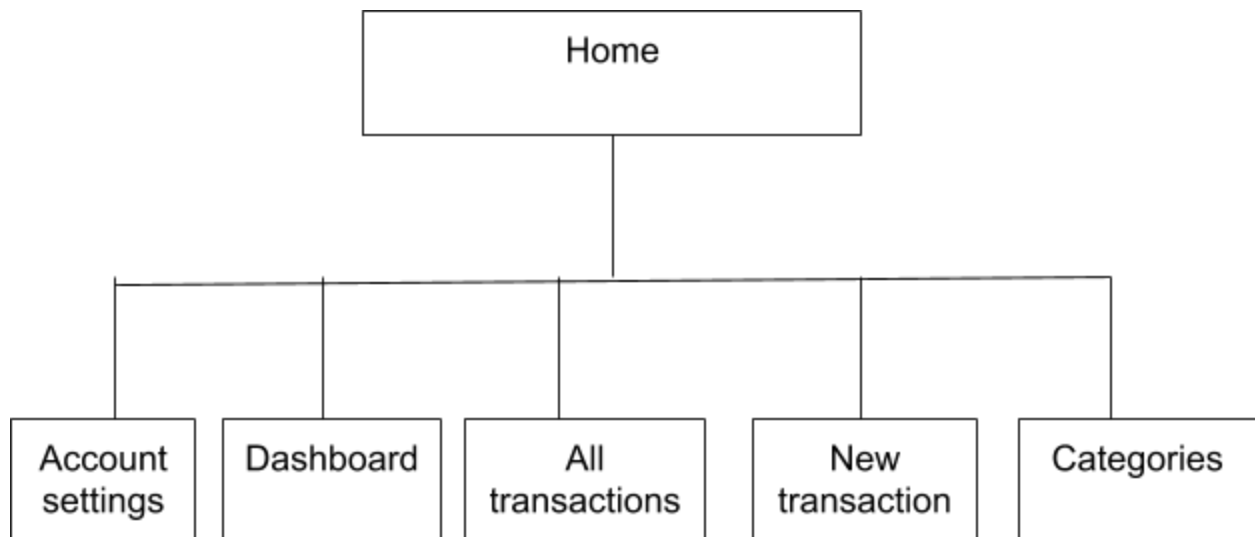 Home
Account
settings
Dashboard
All
transactions
New
transaction
Categories